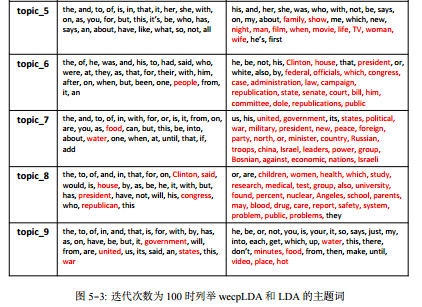 topic_5
the, and, to, of, is, in, that, it, her, she, with,
on, as, you, for, but, this, it's, be, who, has,
says, an, about, have, like, what, so, not, all
his, and, her, she, was, who, with, not, be, says,
on, my, about, family, show, me, which, new,
night, man, film, when, movie, life, TV, woman,
wife, he's, first
topic_6
the, of, he, was, and, his, to, had, said, who,
were, at, they, as, that, for, their, with, him,
after, on, when, but, been, one, people, from,
it, an
he, be, not, his, Clinton, house, that, president, or,
white, also, by, federal, officials, which, congress,
case, administration, law, campaign,
republication, state, senate, court, bill, him,
committee, dole, republications, public
topic_7
the, and, to, of, in, with, for, or, is, it, from, on,
are, you, as, food, can, but, this, be, into,
about, water, one, when, at, until, that, if,
add
us, his, united, government, its, states, political,
war, military, president, new, peace, foreign,
party, north, or, minister, country, Russian,
troops, china, Israel, leaders, power, group,
Bosnian, against, economic, nations, Israeli
topic_8
the, to, of, and, in, that, for, on, Clinton, said,
would, is, house, by, as, be, he, it, with, but,
has, president, have, not, will, his, congress,
who, republican, this
or, are, children, women, health, which, study,
research, medical, test, group, also, university,
found, percent, nuclear, Angeles, school, parents,
may, blood, drug, care, report, safety, system,
problem, public, problems, they
topic_9
the, to, of, in, and, that, is, for, with, by, has,
as, on, have, be, but, it, government, will,
from, are, united, us, its, said, an, states, this,
war
he, be, or, not, you, is, your, it, so, says, just, my,
into, each, get, which, up, water, this, there,
don't, minutes, food, from, then, make, until,
video, place, hot
图 5-3: 迭代次数为 100 时列举 wecpLDA 和 LDA 的主题词